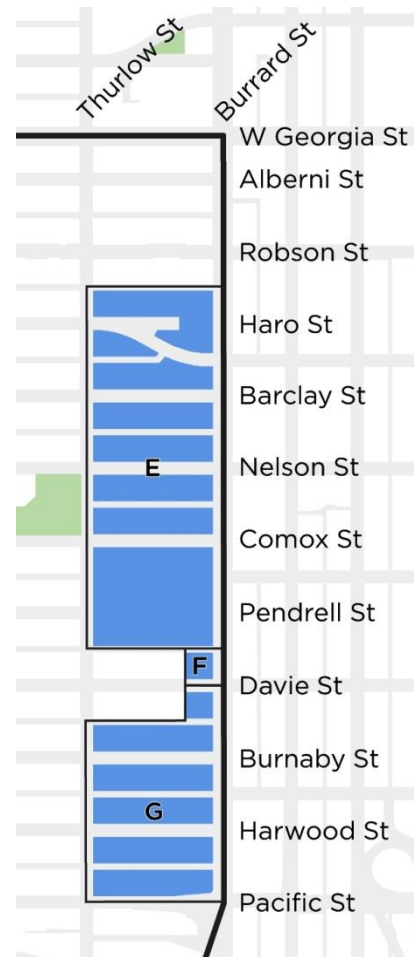 Thurlow St
Burrard St
W Georgia St
Alberni St
Robson St
Haro St
Barclay St
E
Nelson St
Comox St
Pendrell St
F
Davie St
Burnaby St
G
Harwood St
Pacific St